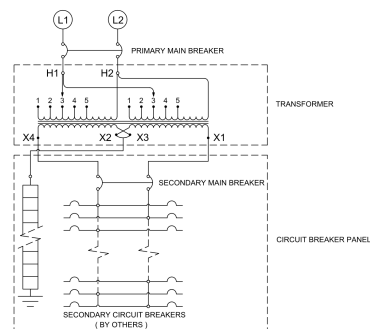 L1 L2
PRIMARY MAIN BREAKER
H1 H2
1 2 3 4 5 1 2 3 4 5
TRANSFORMER
X4 X2 X3 X1
SECONDARY MAIN BREAKER
CIRCUIT BREAKER PANEL
SECONDARY CIRCUIT BREAKERS
( BY OTHERS )